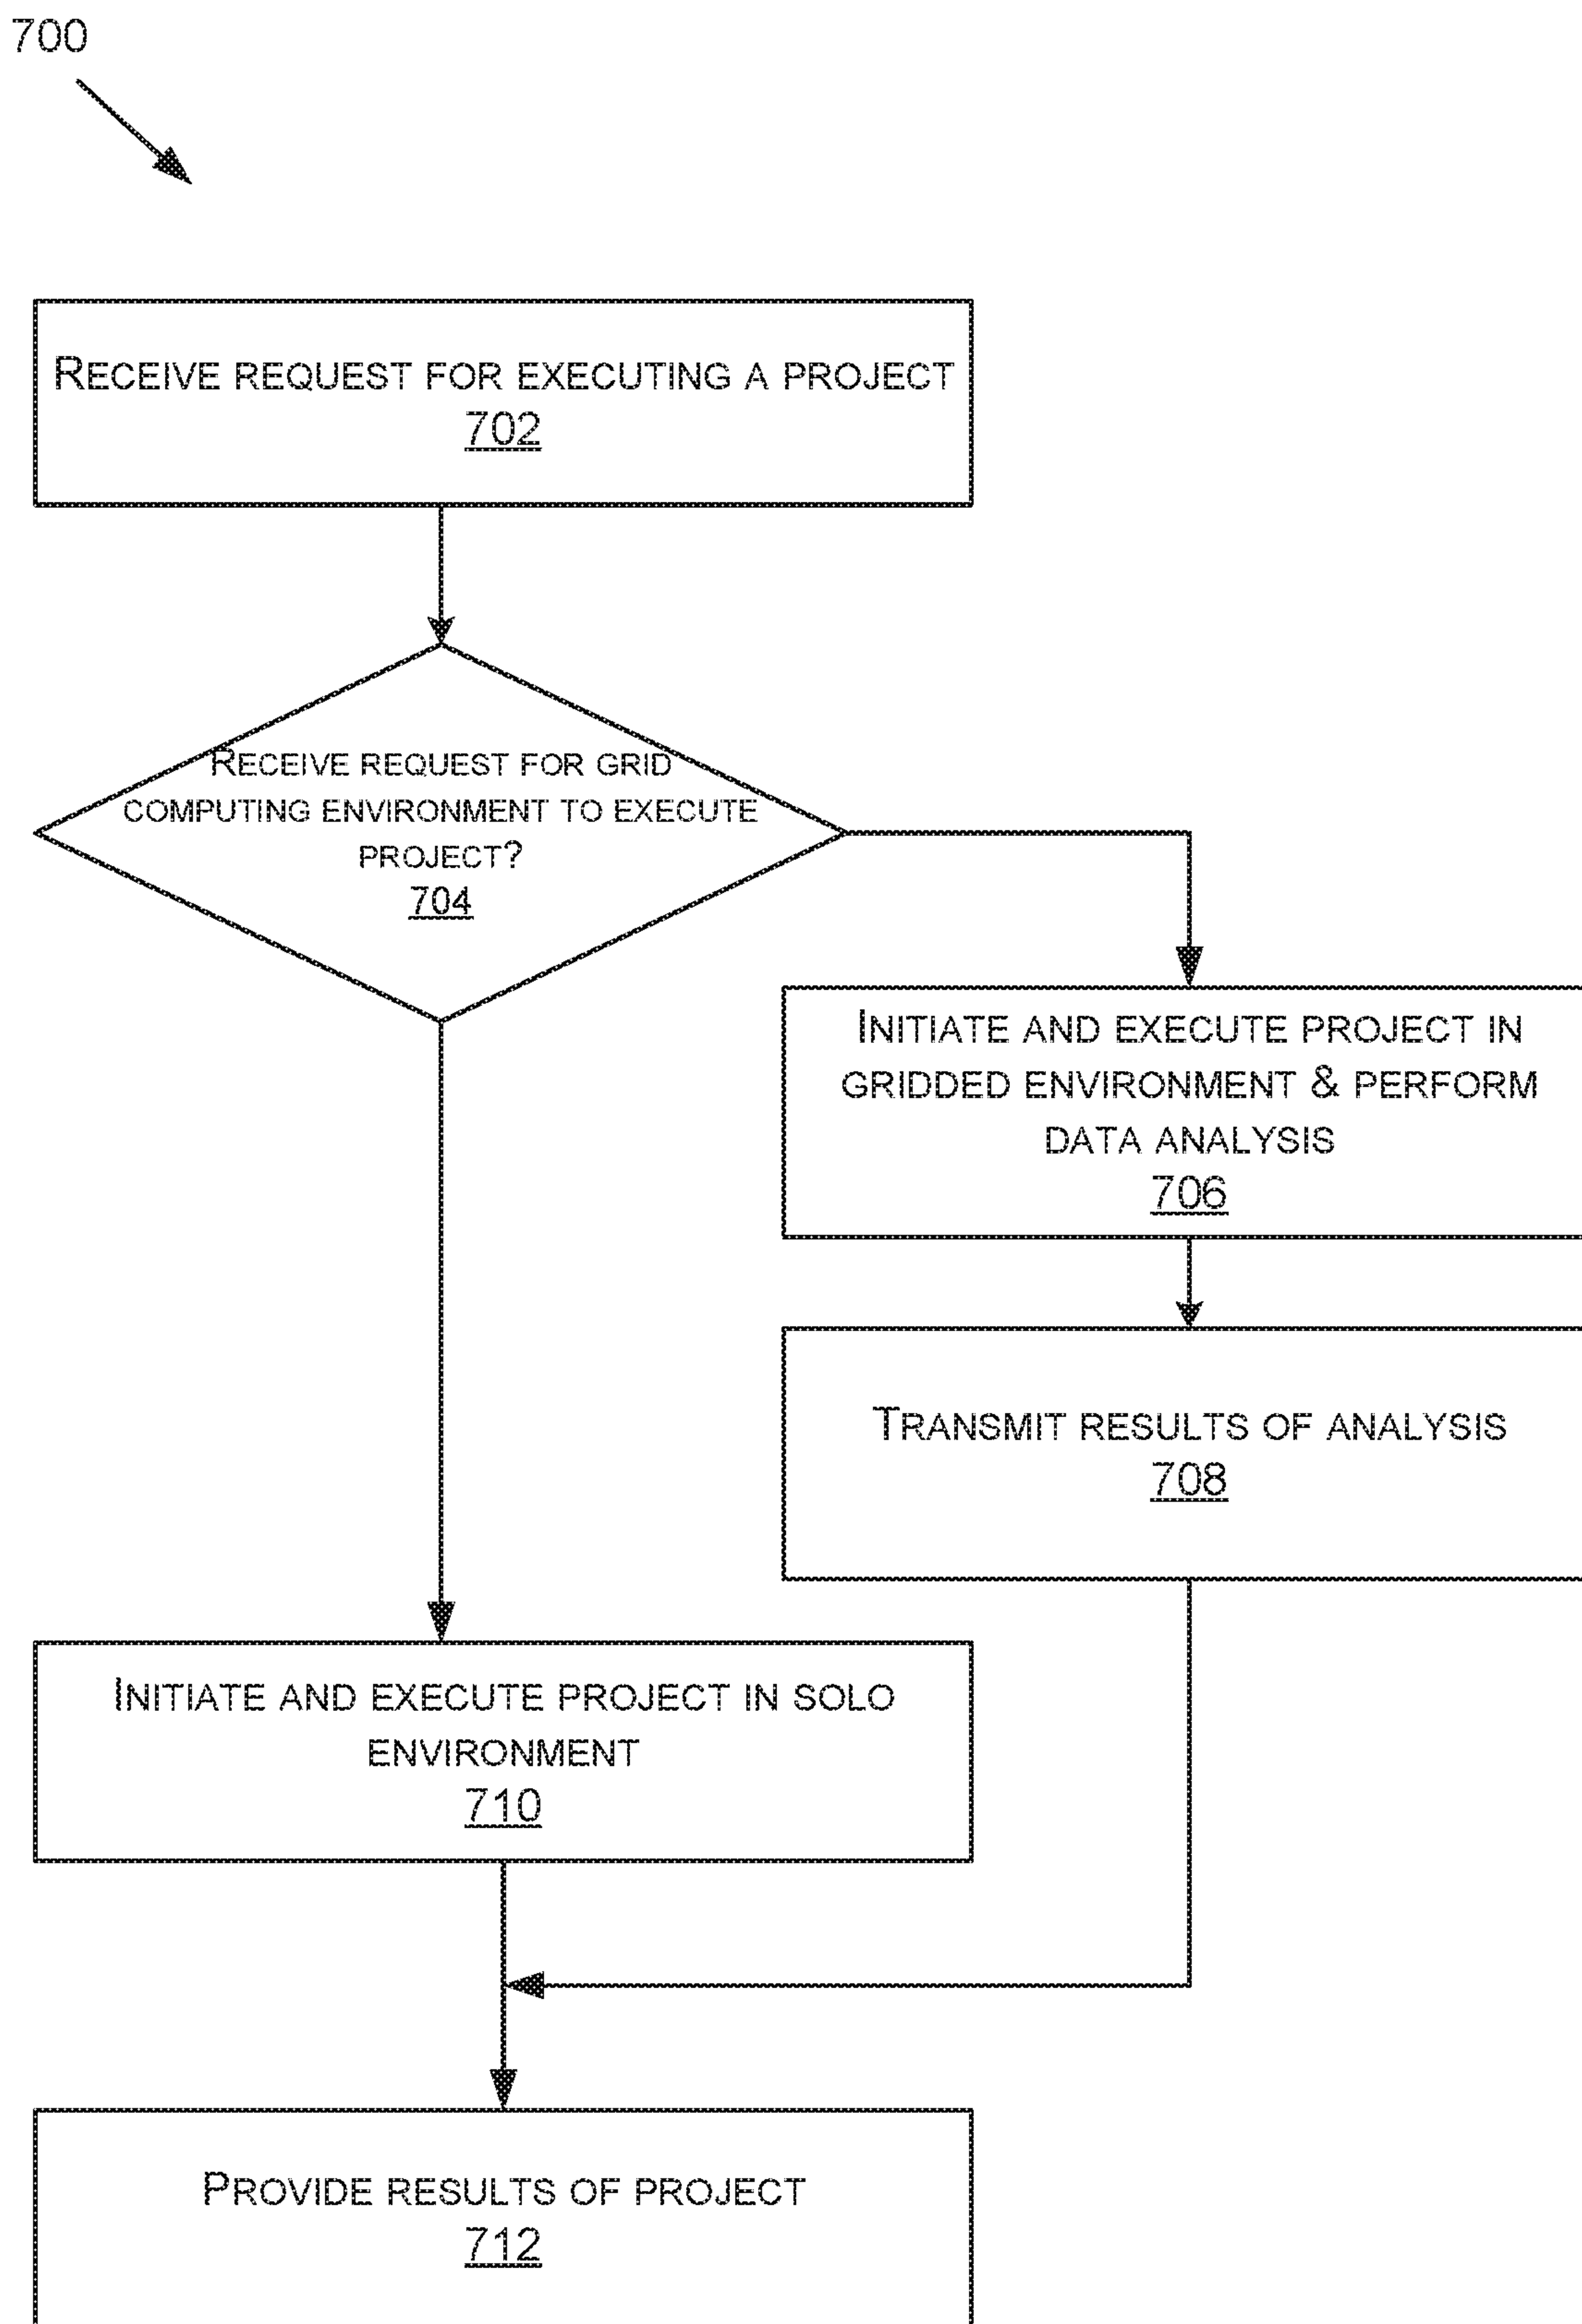 700
RECEIVE REQUEST FOR EXECUTING A PROJECT
702
RECEIVE REQUEST FOR GRID
COMPUTING ENVIRONMENT TO EXECUTE
PROJECT?
704
INITIATE AND EXECUTE PROJECT IN
GRIDDED ENVIRONMENT & PERFORM
DATA ANALYSIS
706
TRANSMIT RESULTS OF ANALYSIS
708
INITIATE AND EXECUTE PROJECT IN SOLO
ENVIRONMENT
710
PROVIDE RESULTS OF PROJECT
712